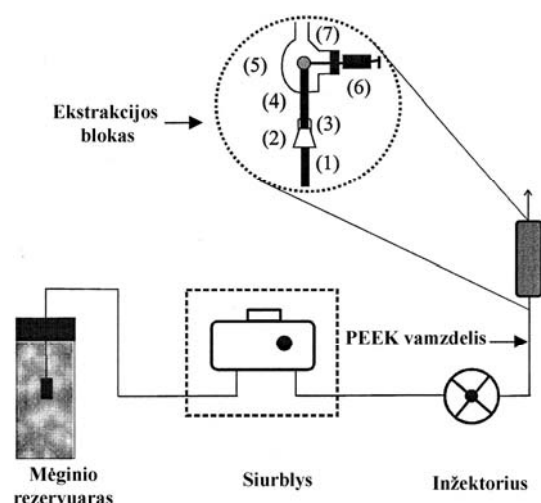 (7)
(5)
(6)
(4)
(3)
(2)
(1)
Ekstrakcijos
blokas
PEEK vamzdelis
Mėginio
rezervuaras
Siurblys
Inžektorius